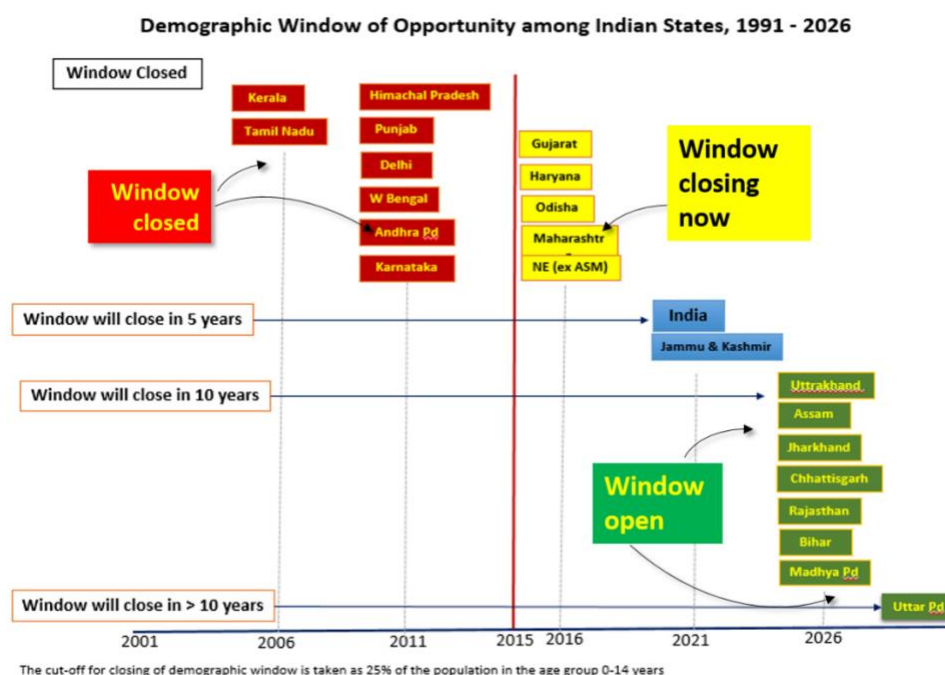 Demographic Window of Opportunity among Indian States, 1991 - 2026
Window Closed
Kerala
Tamil Nadu
Himachal Pradesh
Punjab
Delhi
W Bengal
Andhra Pd
Karnataka
Window
closed
Gujarat
Haryana
Odisha
Maharashtr
NE (ex ASM)
Window
closing
now
Window will close in 5 years
India
Jammu & Kashmir
Window will close in 10 years
Uttrakhand
Assam
Jharkhand
Chhattisgarh
Rajasthan
Bihar
Madhya Pd
Window
open
Window will close in > 10 years
Uttar Pd
2001
2006
2011
2015
2016
2021
2026
The cut-off for closing of demographic window is taken as 25% of the population in the age group 0-14 years